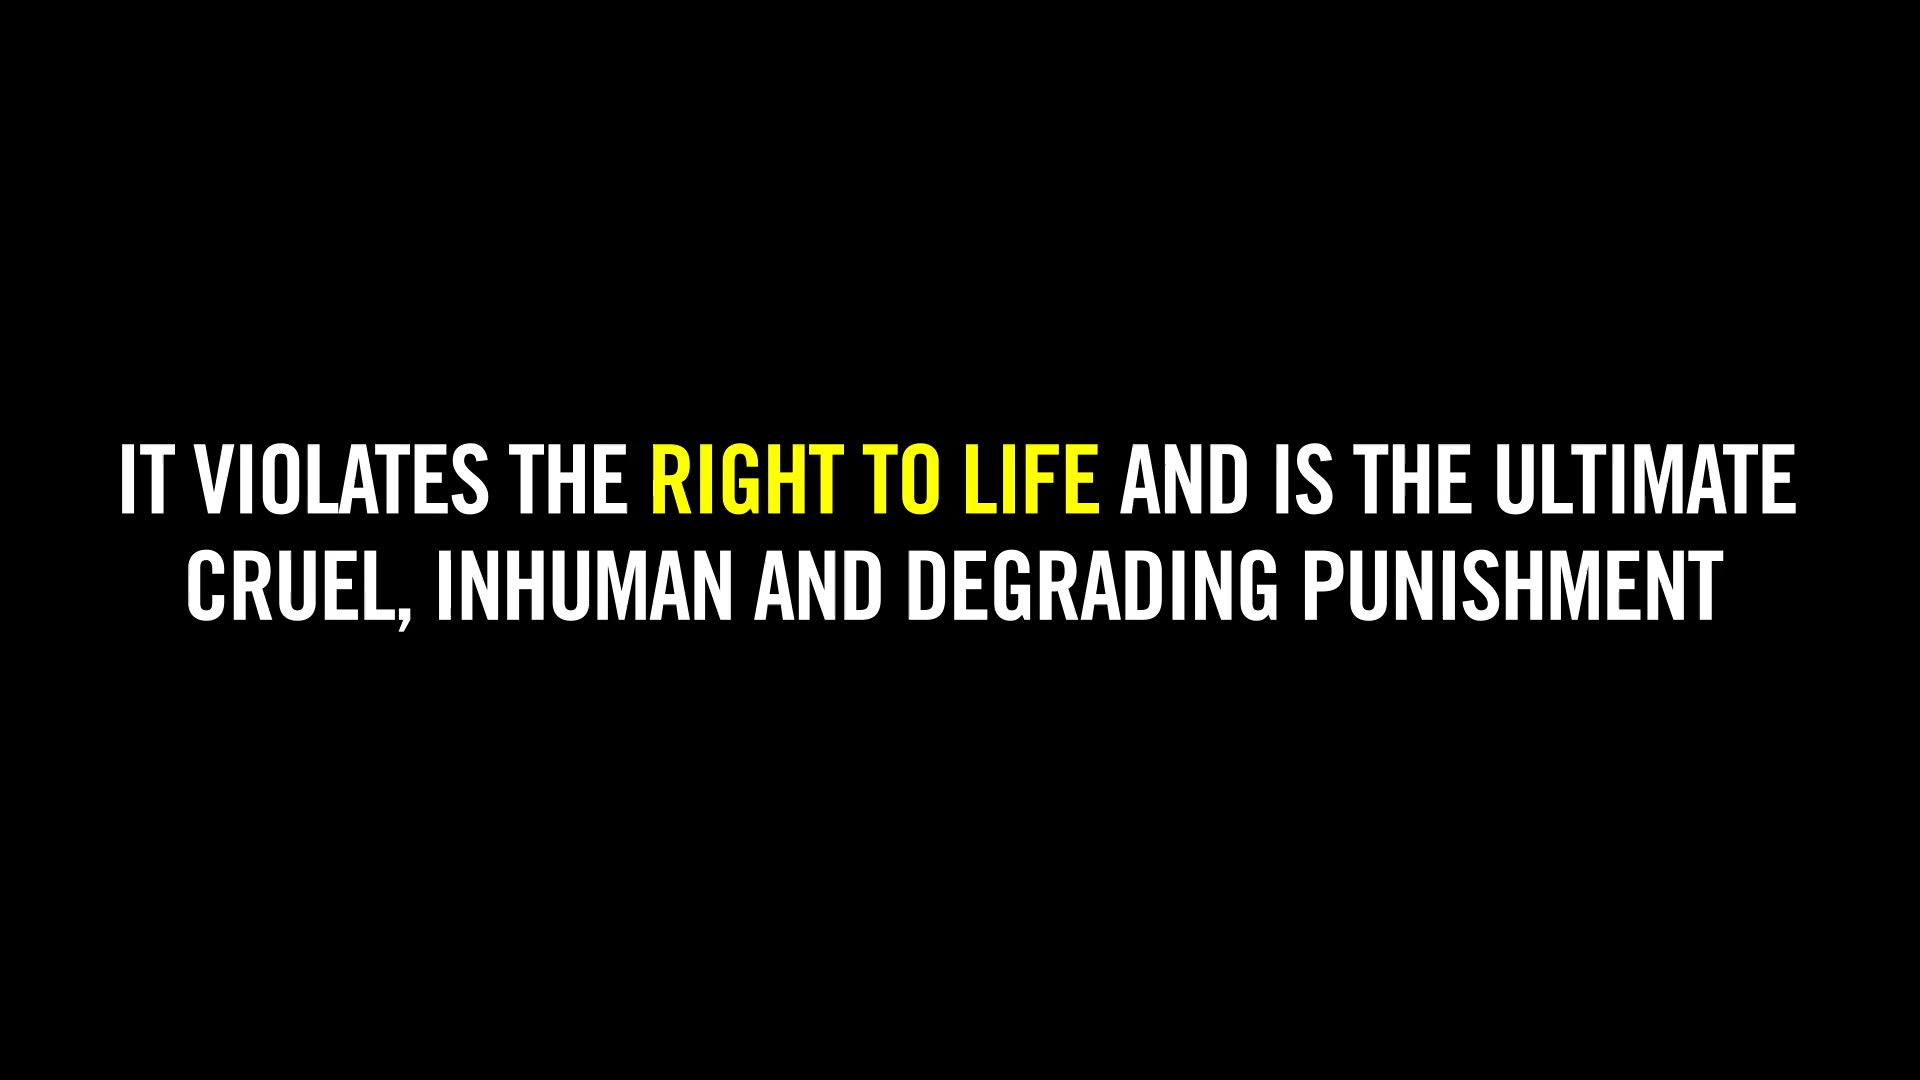 IT VIOLATES THE RIGHT TO LIFE AND IS THE ULTIMATE
CRUEL, INHUMAN AND DEGRADING PUNISHMENT